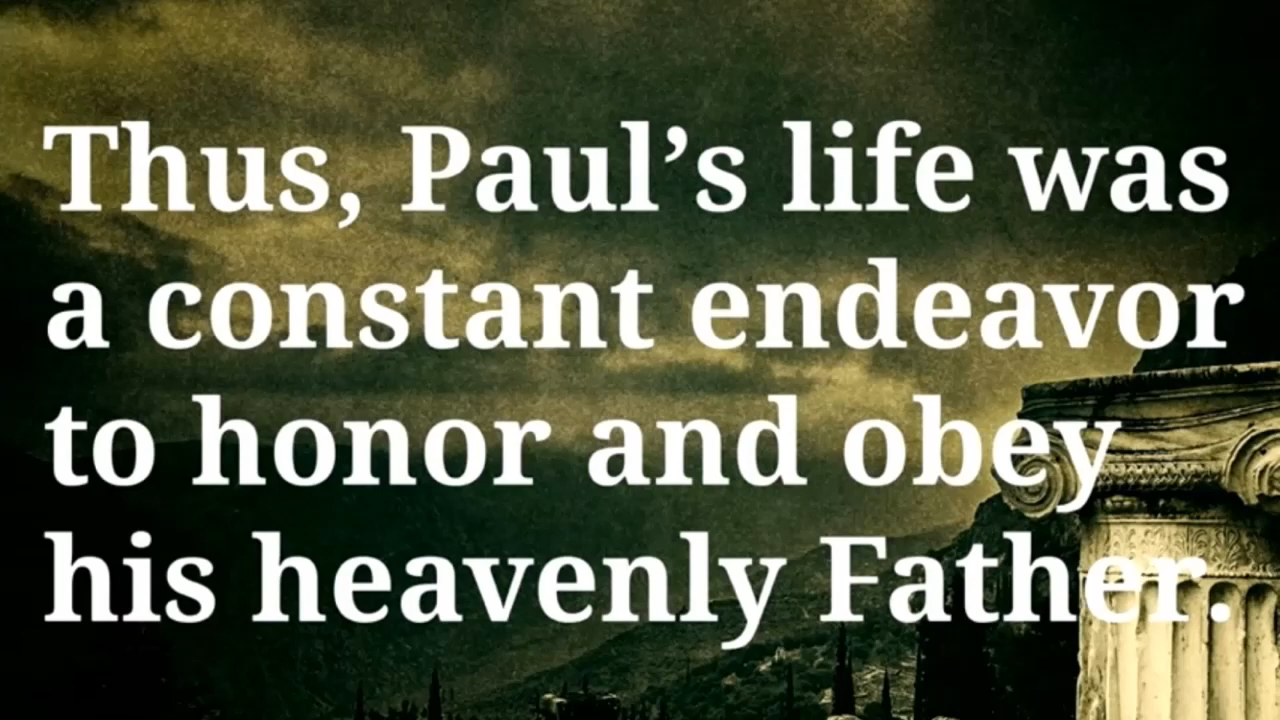 Thus, Paul’s life was
a constant endeavor
to honor and obey
his heavenly Father.